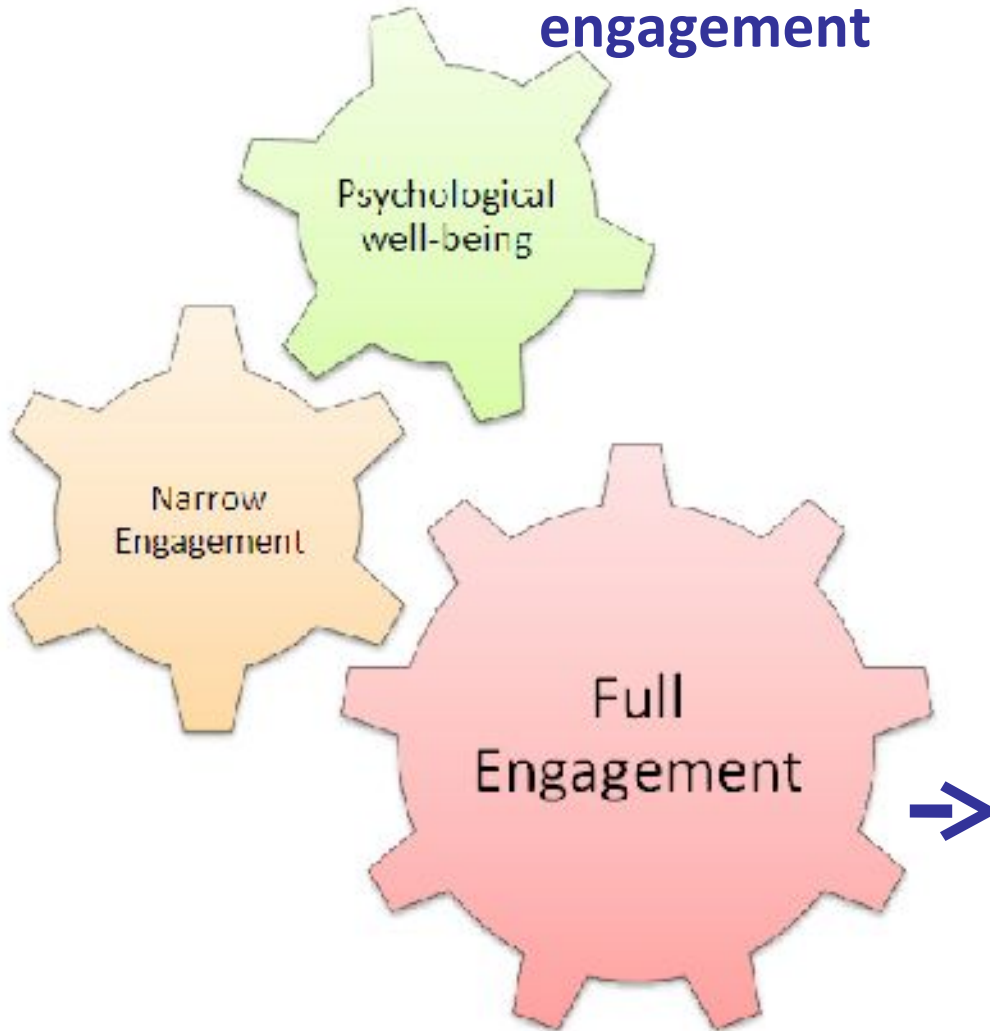 engagement
Psychological
well-being
Narrow
Engagement
Full
Engagement
->